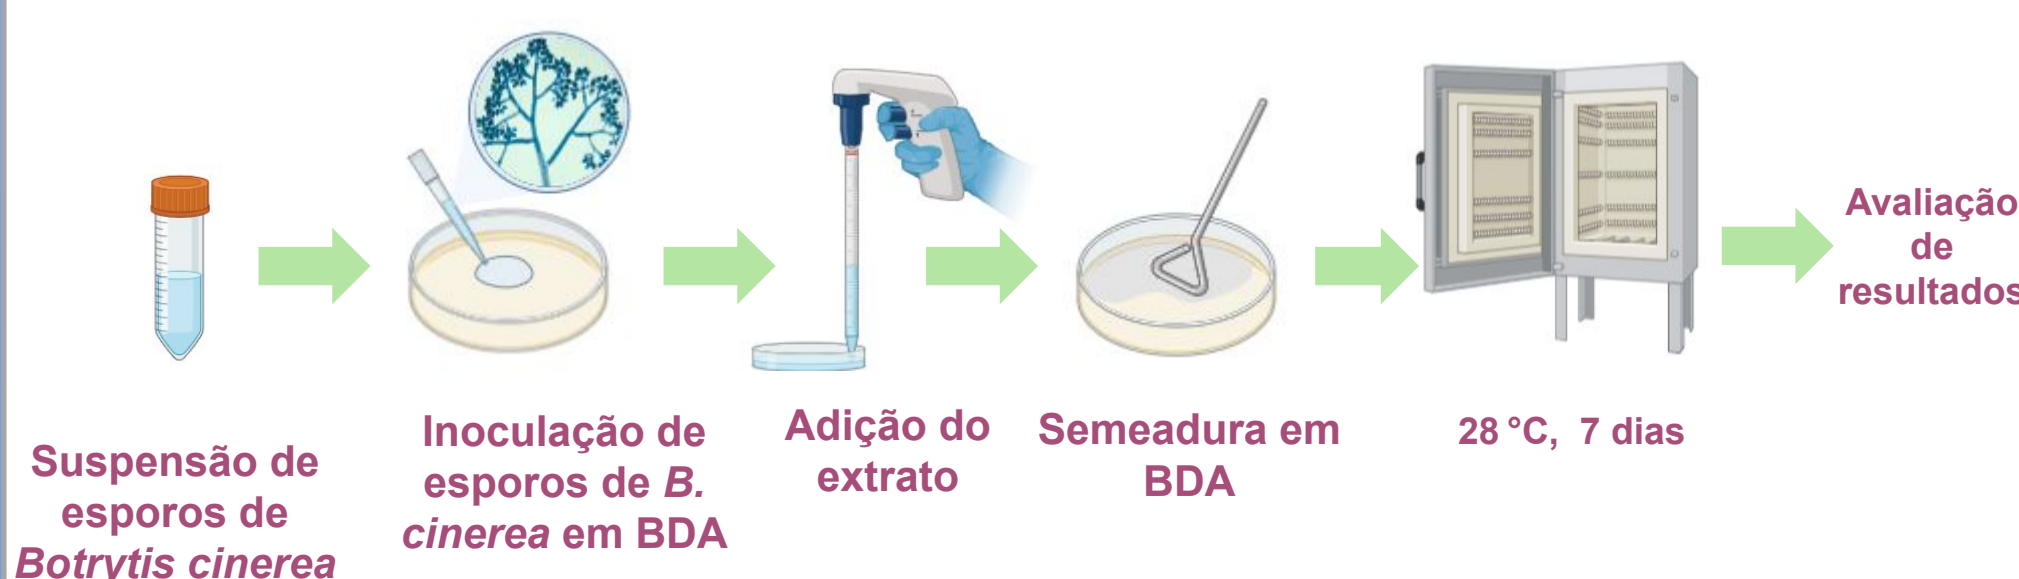 Suspensão de
esporos de
Botrytis cinerea
Inoculação de
esporos de B.
cinerea em BDA
Adição do
extrato
Semeadura em
BDA
28 °C, 7 dias
Avaliação
de
resultados